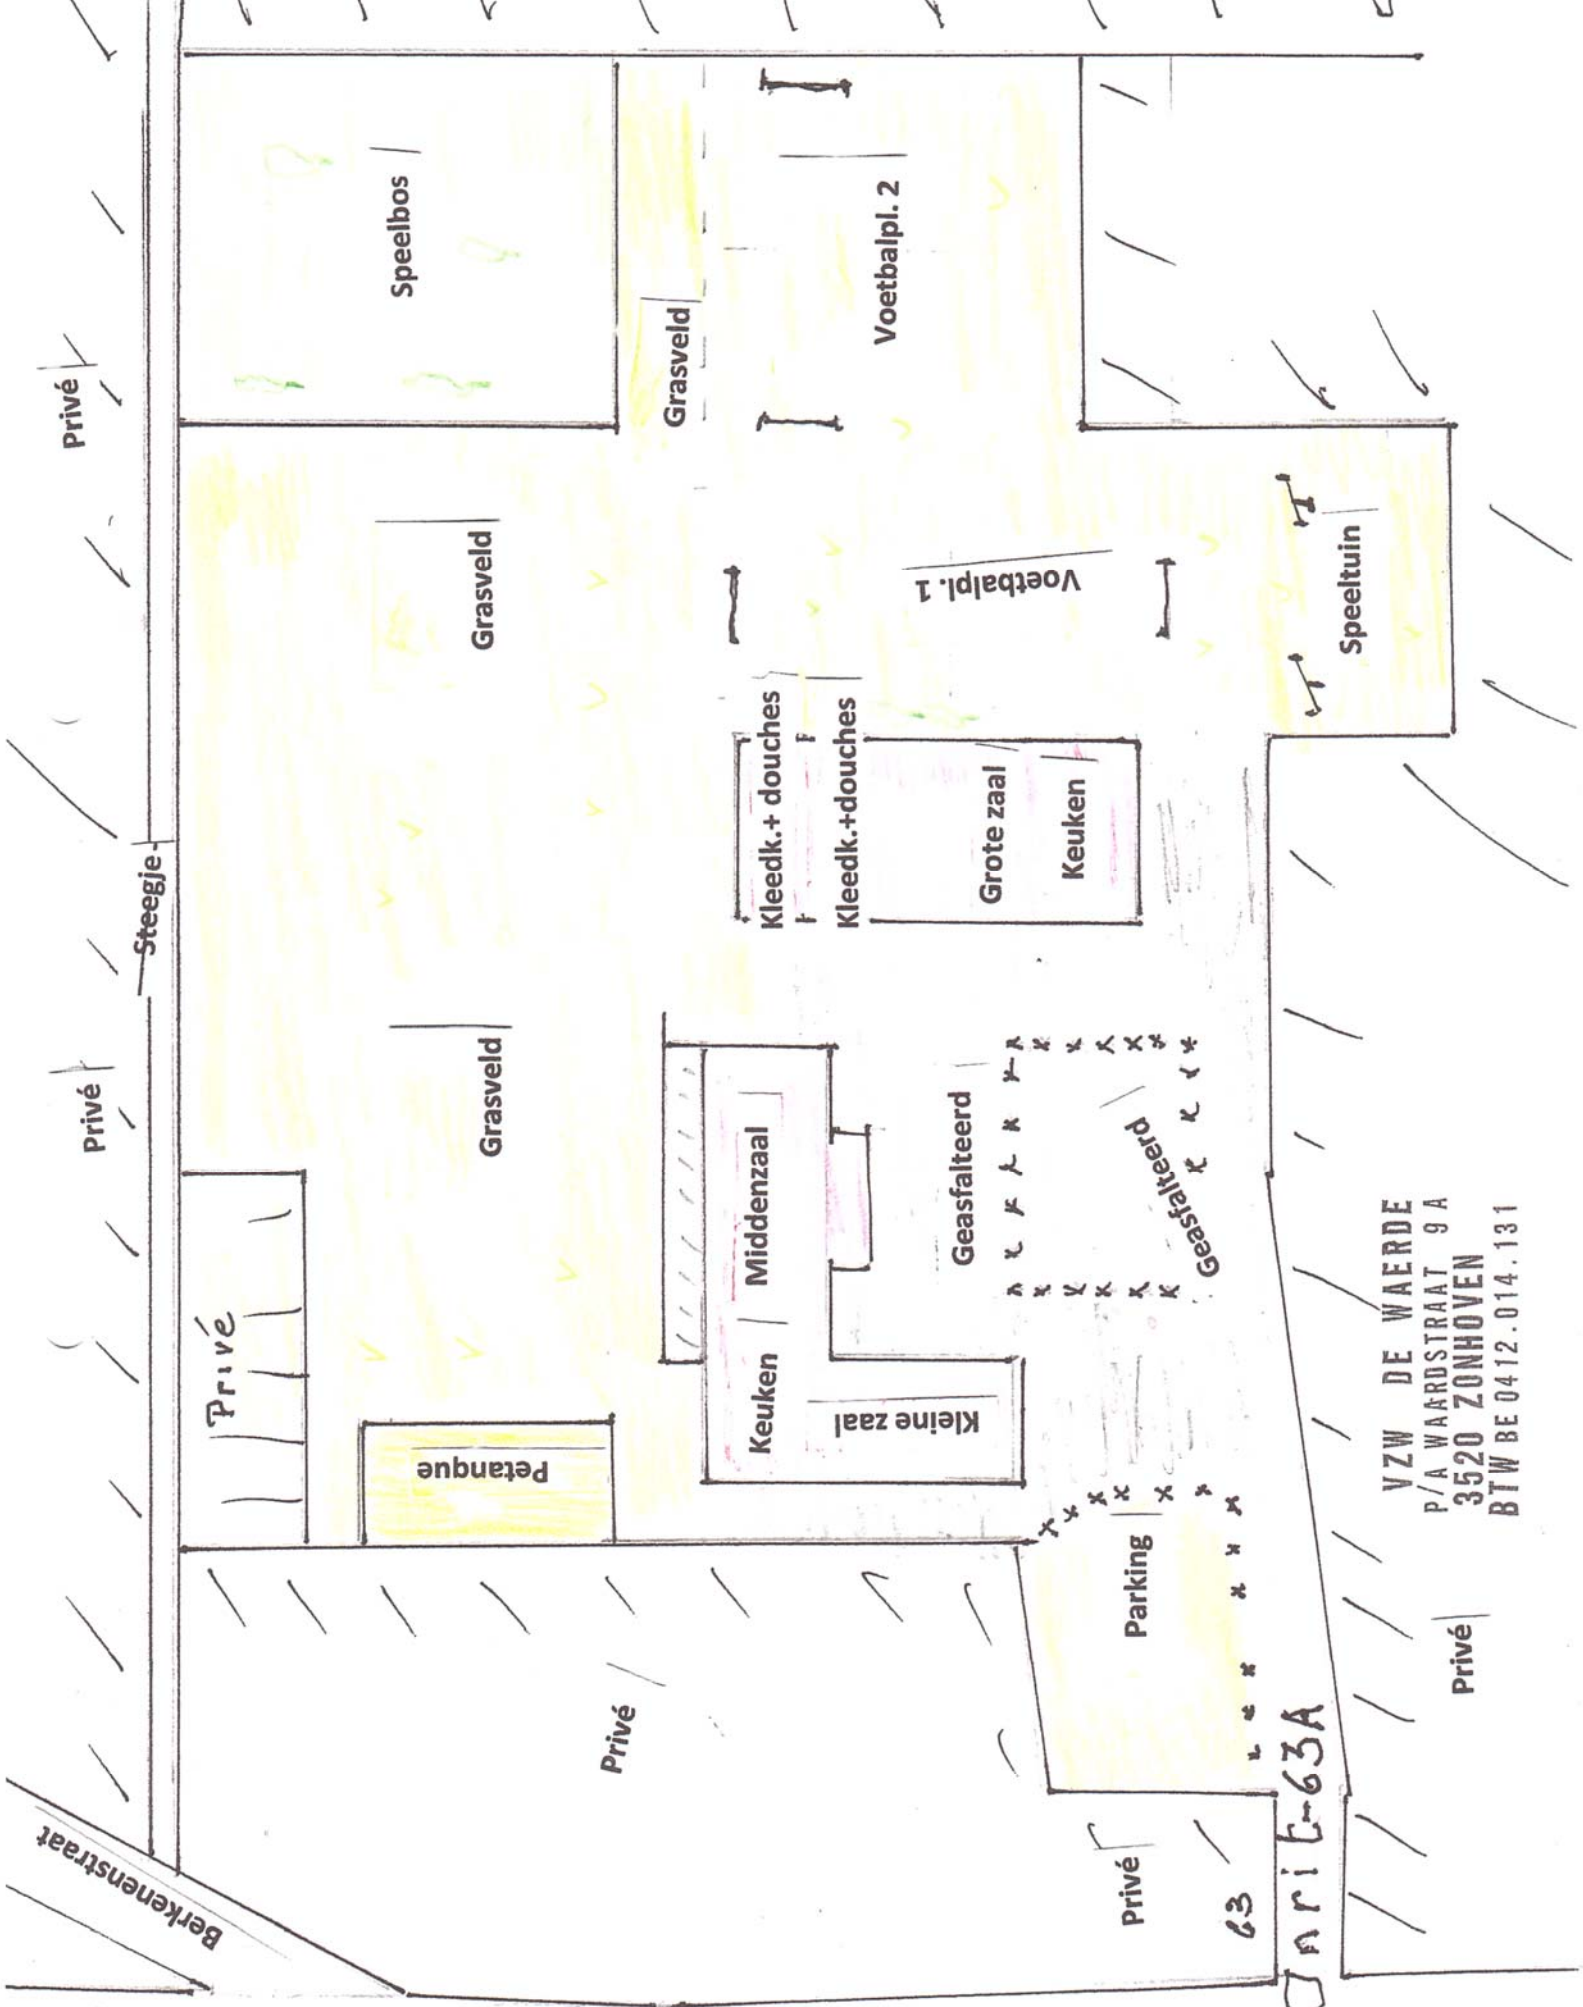 Privé
Steegje
Privé
Berkenenstraat
Speelbos
Grasveld
Grasveld
Privé
Petanque
Grasveld
Voetbalpl. 2
Voetbalpl. 1
Kleedk.+ douches
Kleedk.+douches
Grote zaal
Keuken
Middenzaal
Keuken
Kleine zaal
Geasfalteerd
Geasfalteerd
Speeltuin
Parking
Privé
Privé
63
Inrit-63A
Privé
VZW DE WAERDE
P/A WAARDSTRAAT 9A
3520 ZONHOVEN
BTW BE 0412.014.131